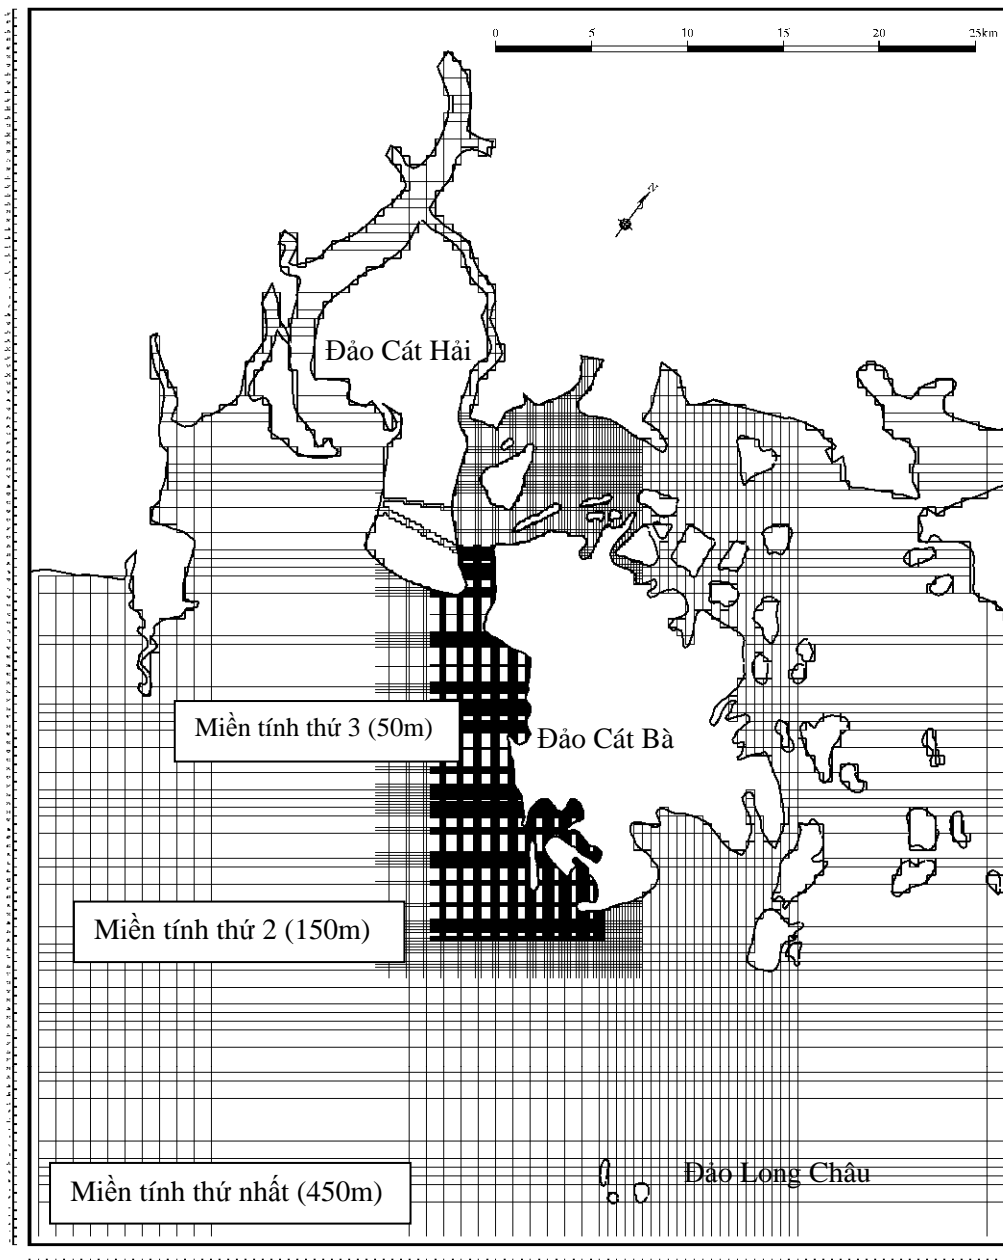 0 5 10 15 20 25km
N
Đảo Cát Hải
Miền tính thứ 3 (50m)
Đảo Cát Bà
Miền tính thứ 2 (150m)
Đảo Long Châu
Miền tính thứ nhất (450m)